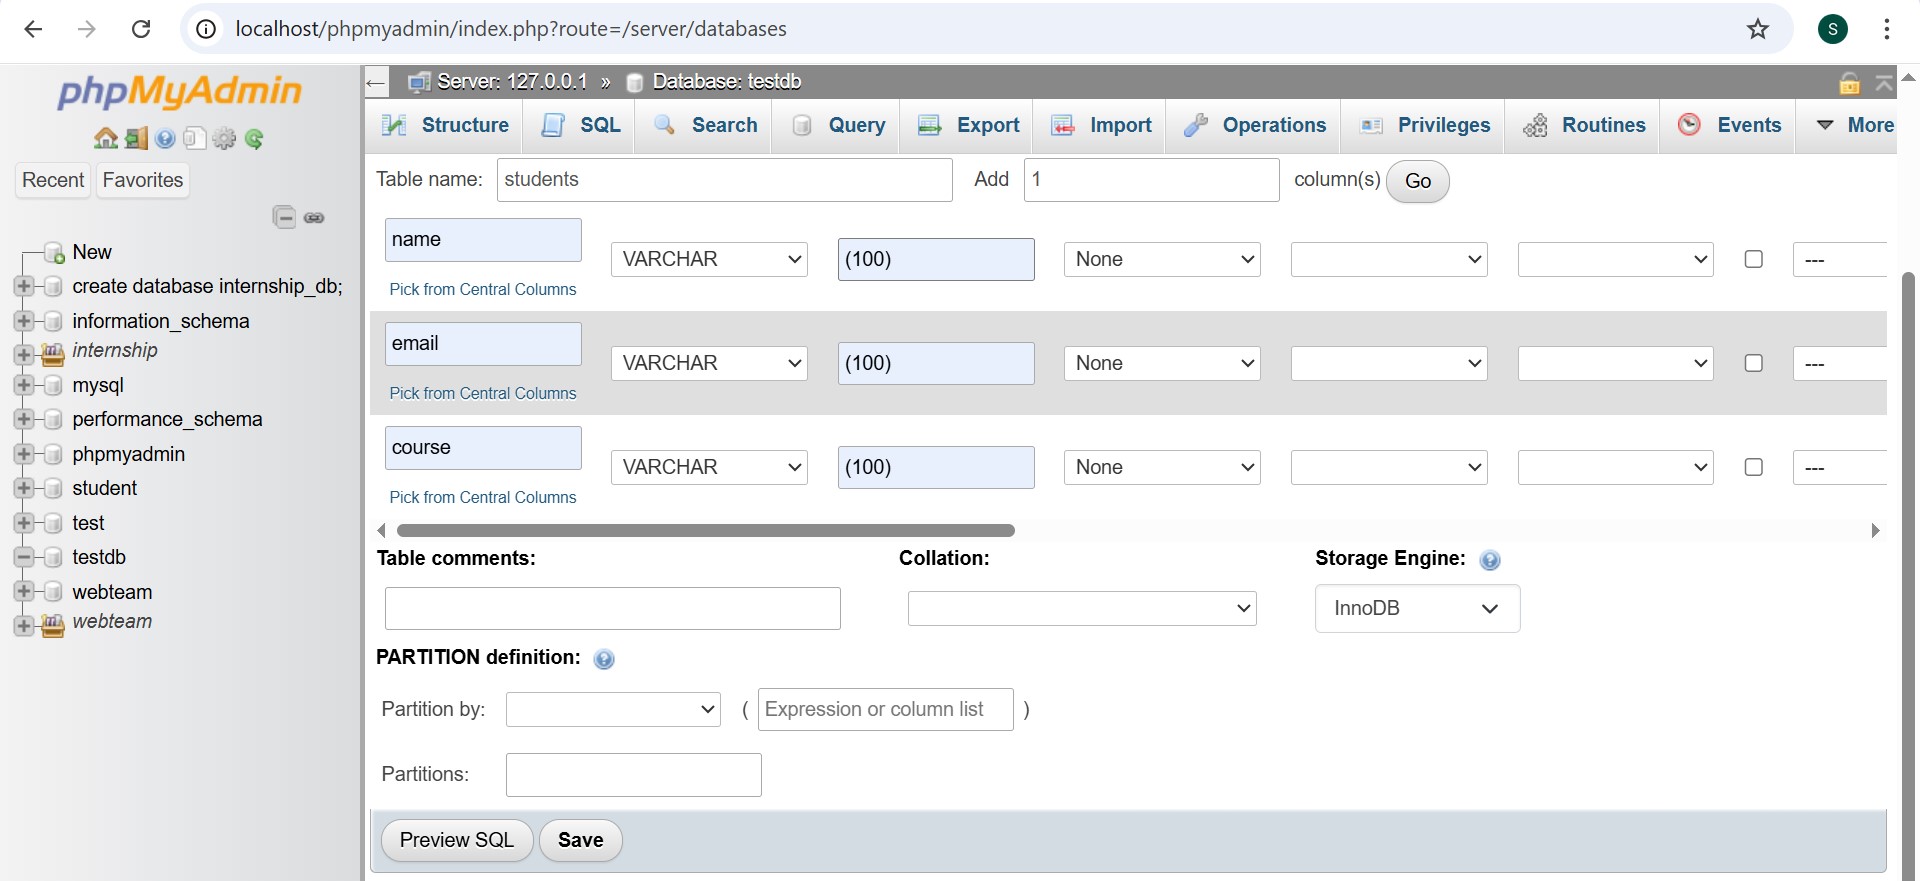 localhost/phpmyadmin/index.php?route=/server/databases
S
phpMyAdmin
Recent Favorites
New
create database internship_db;
information_schema
internship
mysql
performance_schema
phpmyadmin
student
test
testdb
webteam
webteam
Server: 127.0.0.1 » Database: testdb
Structure SQL Search Query Export Import Operations Privileges Routines Events More
Table name: students Add 1 column(s) Go
name VARCHAR (100) None ---
Pick from Central Columns
email VARCHAR (100) None ---
Pick from Central Columns
course VARCHAR (100) None ---
Pick from Central Columns
Table comments: Collation: Storage Engine:
InnoDB
PARTITION definition:
Partition by: ( Expression or column list )
Partitions:
Preview SQL Save